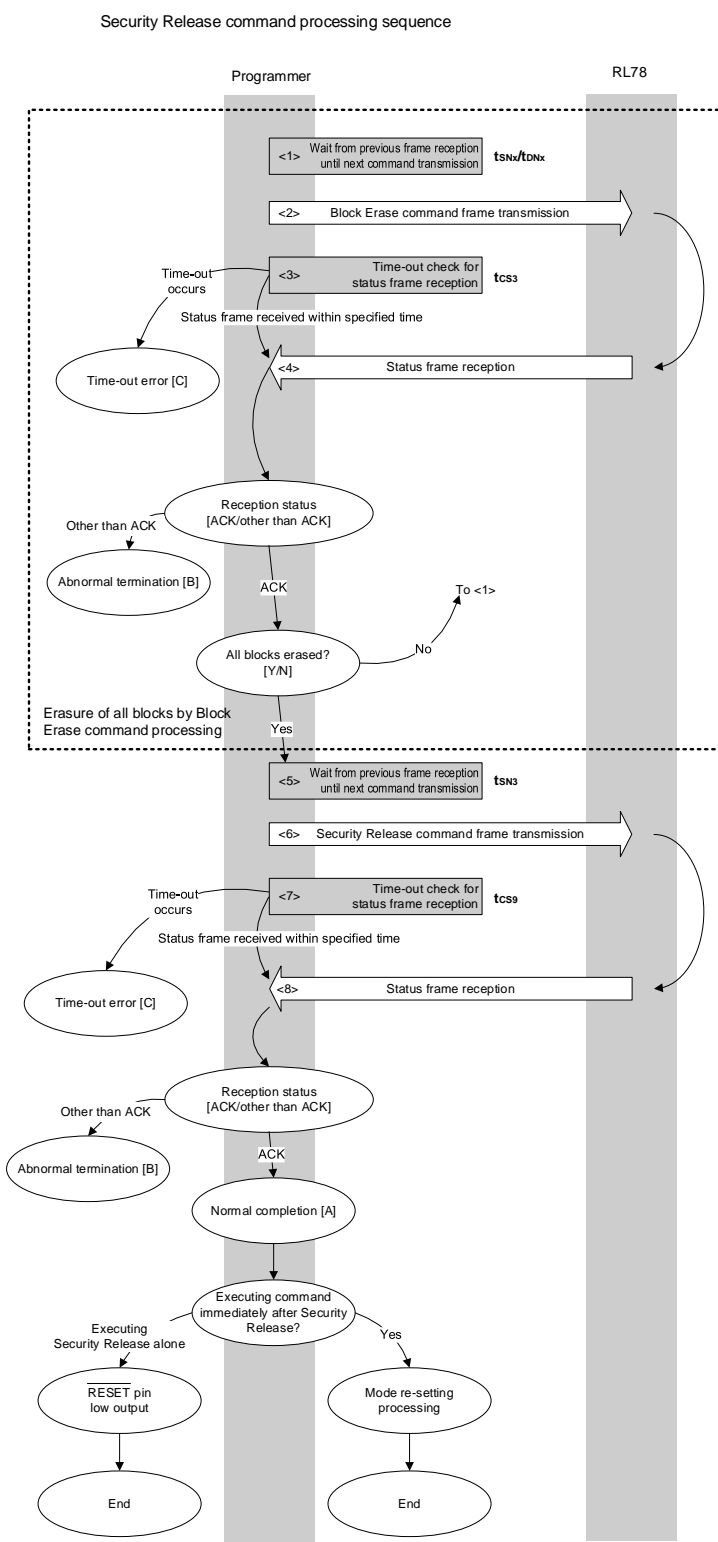 Security Release command processing sequence
Programmer
RL78
<1> Wait from previous frame reception
until next command transmission
tSNx/tDNx
<2> Block Erase command frame transmission
<3> Time-out check for
status frame reception
tCS3
Time-out
occurs
Status frame received within specified time
Time-out error [C]
<4> Status frame reception
Reception status
[ACK/other than ACK]
Other than ACK
Abnormal termination [B]
ACK
To <1>
All blocks erased?
[Y/N]
No
Erasure of all blocks by Block
Erase command processing
Yes
<5> Wait from previous frame reception
until next command transmission
tSN3
<6> Security Release command frame transmission
<7> Time-out check for
status frame reception
tCS9
Time-out
occurs
Status frame received within specified time
Time-out error [C]
<8> Status frame reception
Reception status
[ACK/other than ACK]
Other than ACK
Abnormal termination [B]
ACK
Normal completion [A]
Executing command
immediately after Security
Release?
Executing
Security Release alone
Yes
RESET pin
low output
Mode re-setting
processing
End
End